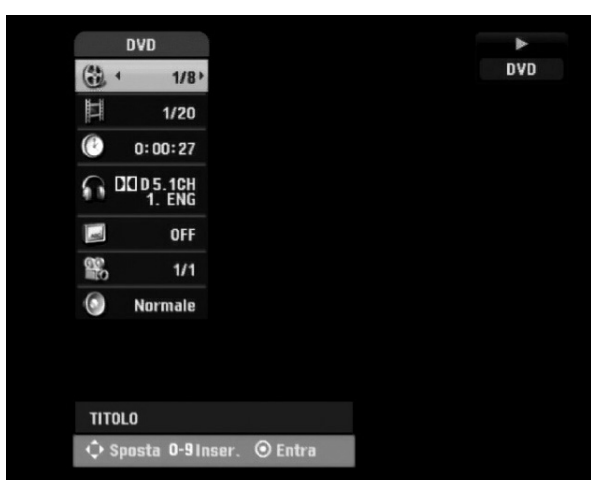 DVD
1/8
1/20
0:00:27
D 5.1CH
1. ENG
OFF
1/1
Normale
DVD
TITOLO
Sposta 0-9 Inser. Entra